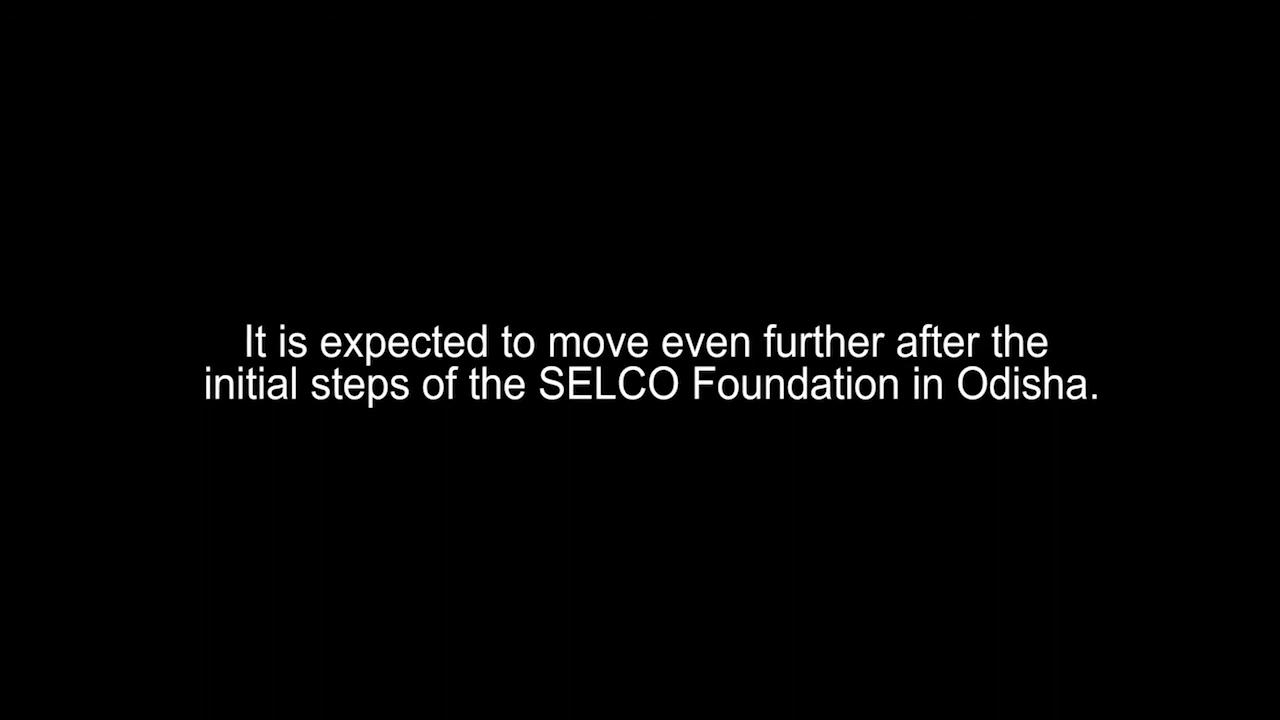 It is expected to move even further after the
initial steps of the SELCO Foundation in Odisha.